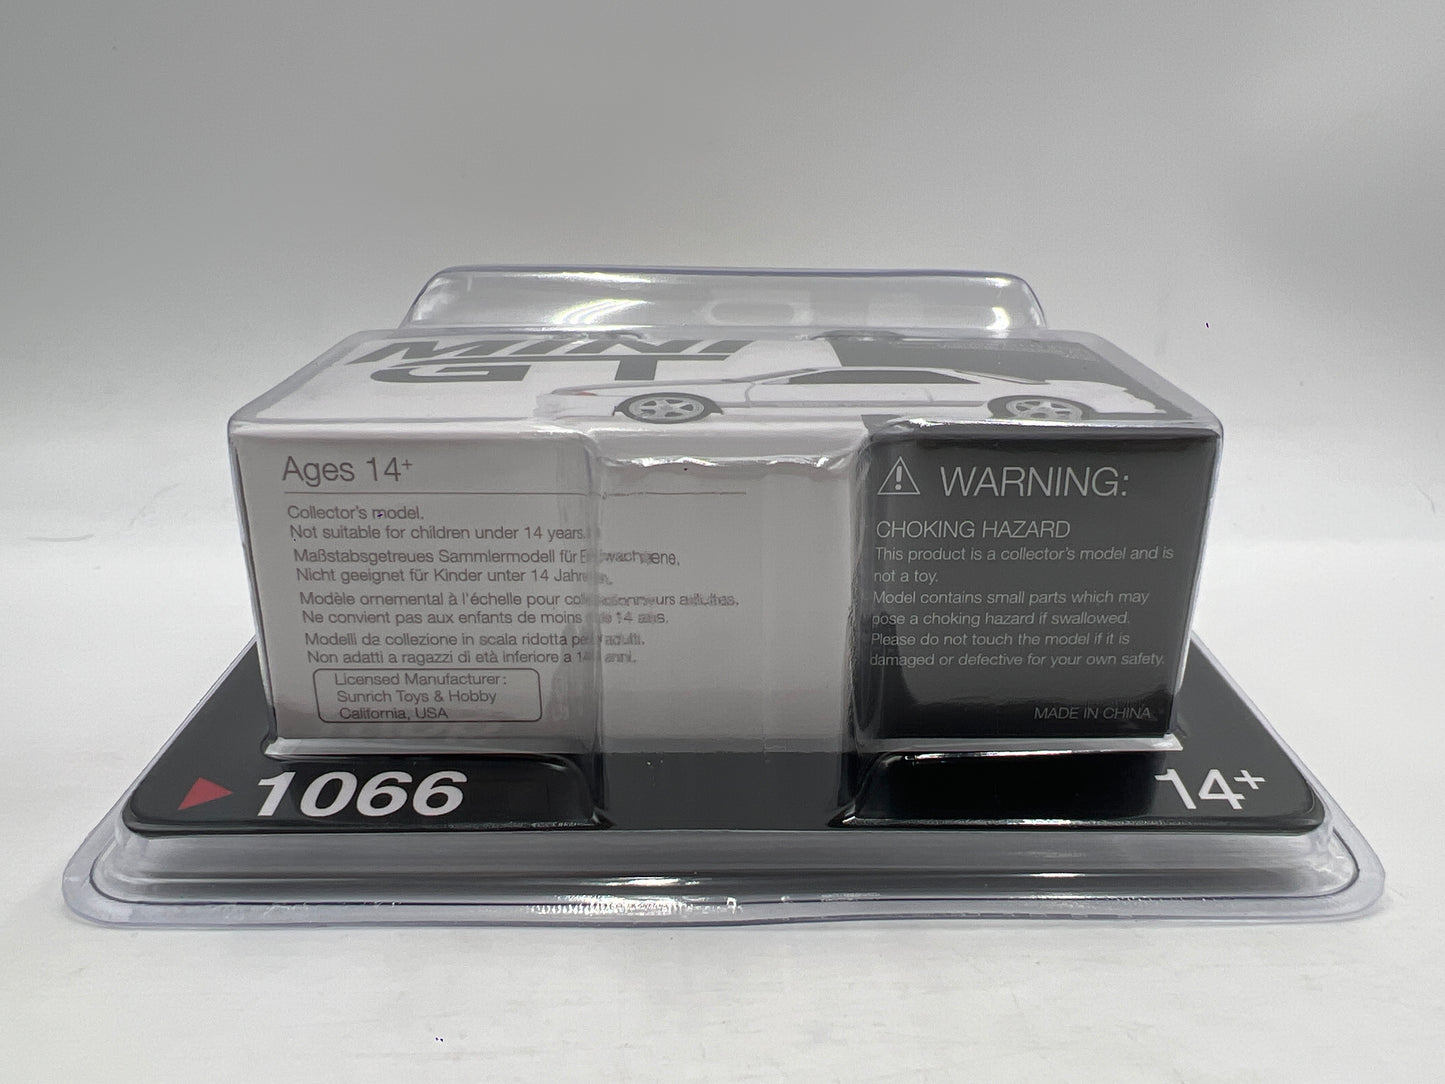 MINI
GT
Ages 14+
Collector's model.
Not suitable for children under 14 years.
Maßstabsgetreues Sammlermodell für Erwachsene,
Nicht geeignet für Kinder unter 14 Jahren.
Modèle ornemental à l'échelle pour collectionneurs adultes.
Ne convient pas aux enfants de moins de 14 ans.
Modelli da collezione in scala ridotta per adulti.
Non adatti a ragazzi di età inferiore a 14 anni.
Licensed Manufacturer:
Sunrich Toys & Hobby
California, USA
⚠ WARNING:
CHOKING HAZARD
This product is a collector's model and is
not a toy.
Model contains small parts which may
pose a choking hazard if swallowed.
Please do not touch the model if it is
damaged or defective for your own safety.
MADE IN CHINA
1066
14+